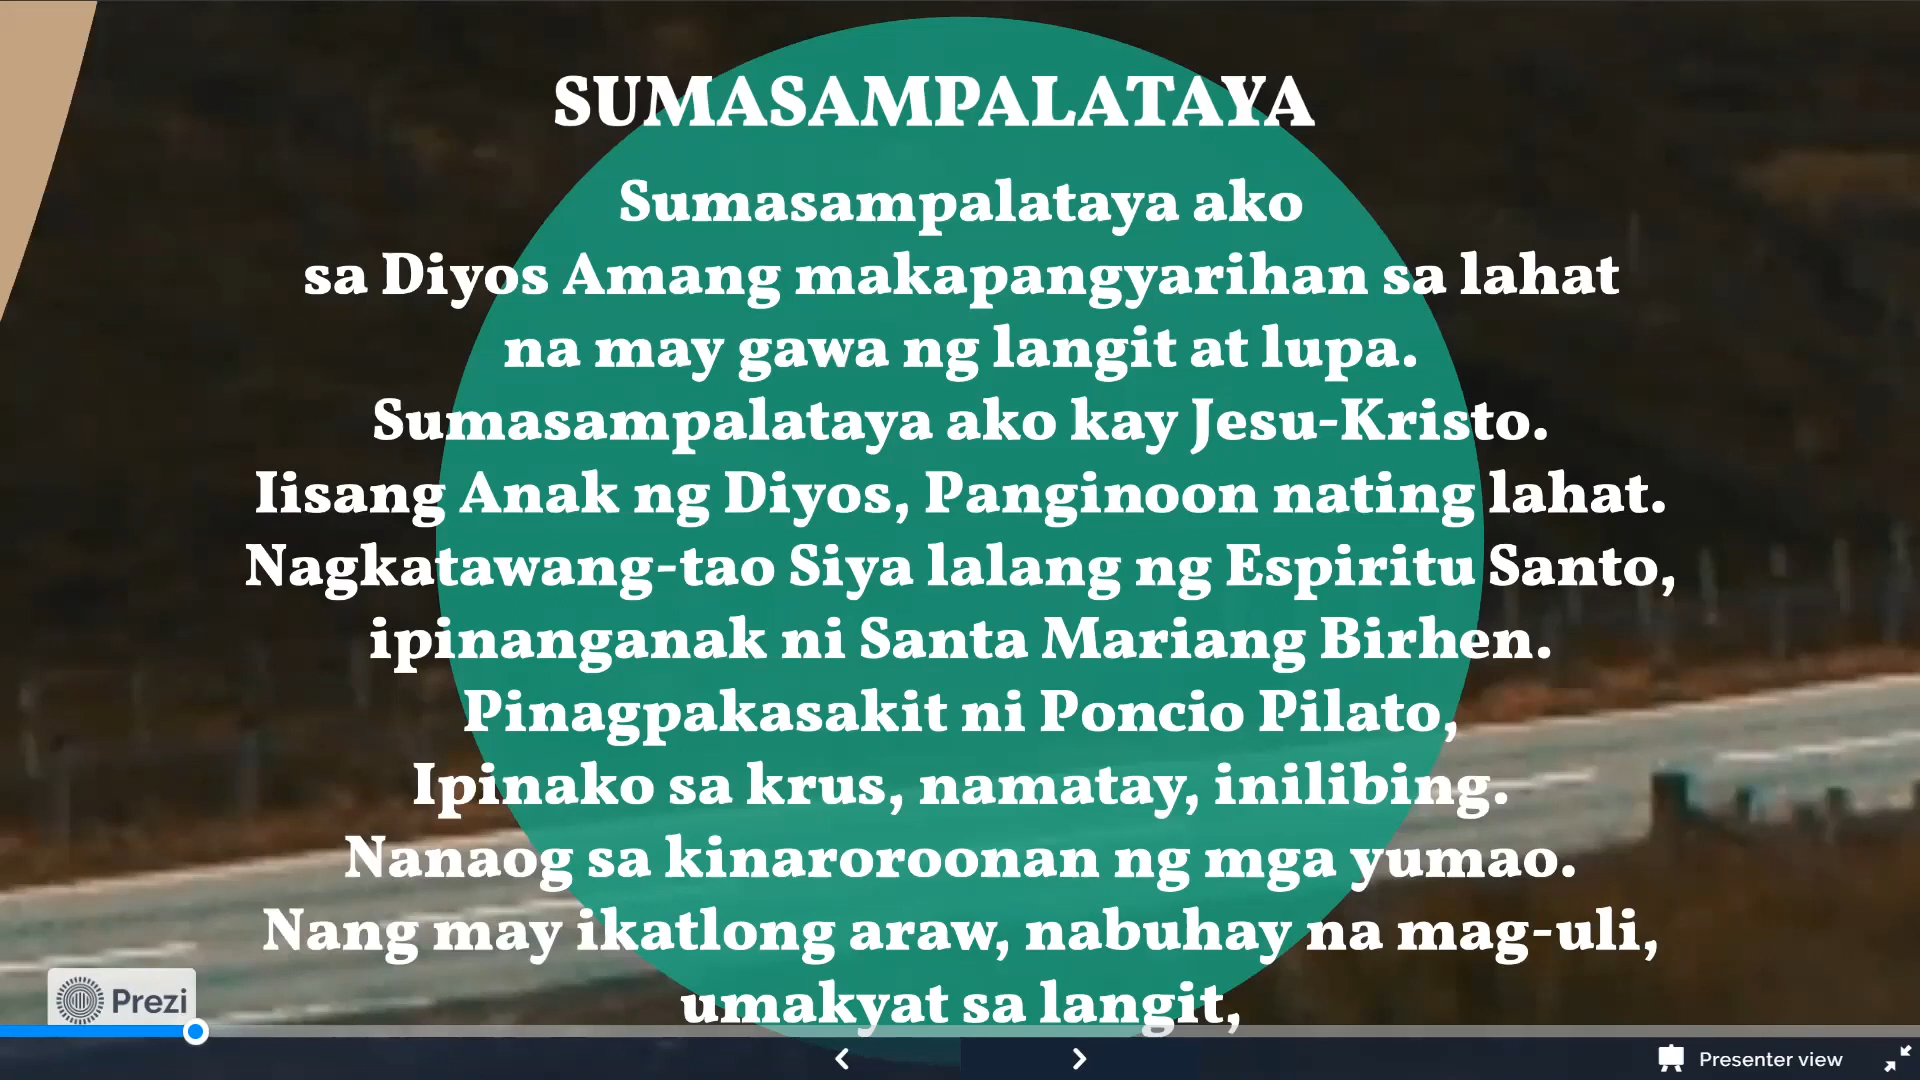 SUMASAMPALATAYA
Sumasampalataya ako
sa Diyos Amang makapangyarihan sa lahat
na may gawa ng langit at lupa.
Sumasampalataya ako kay Jesu-Kristo.
Iisang Anak ng Diyos, Panginoon nating lahat.
Nagkatawang-tao Siya lalang ng Espiritu Santo,
ipinanganak ni Santa Mariang Birhen.
Pinagpakasakit ni Poncio Pilato,
Ipinako sa krus, namatay, inilibing.
Nanaog sa kinaroroonan ng mga yumao.
Nang may ikatlong araw, nabuhay na mag-uli,
umakyat sa langit,
Prezi
Presenter view